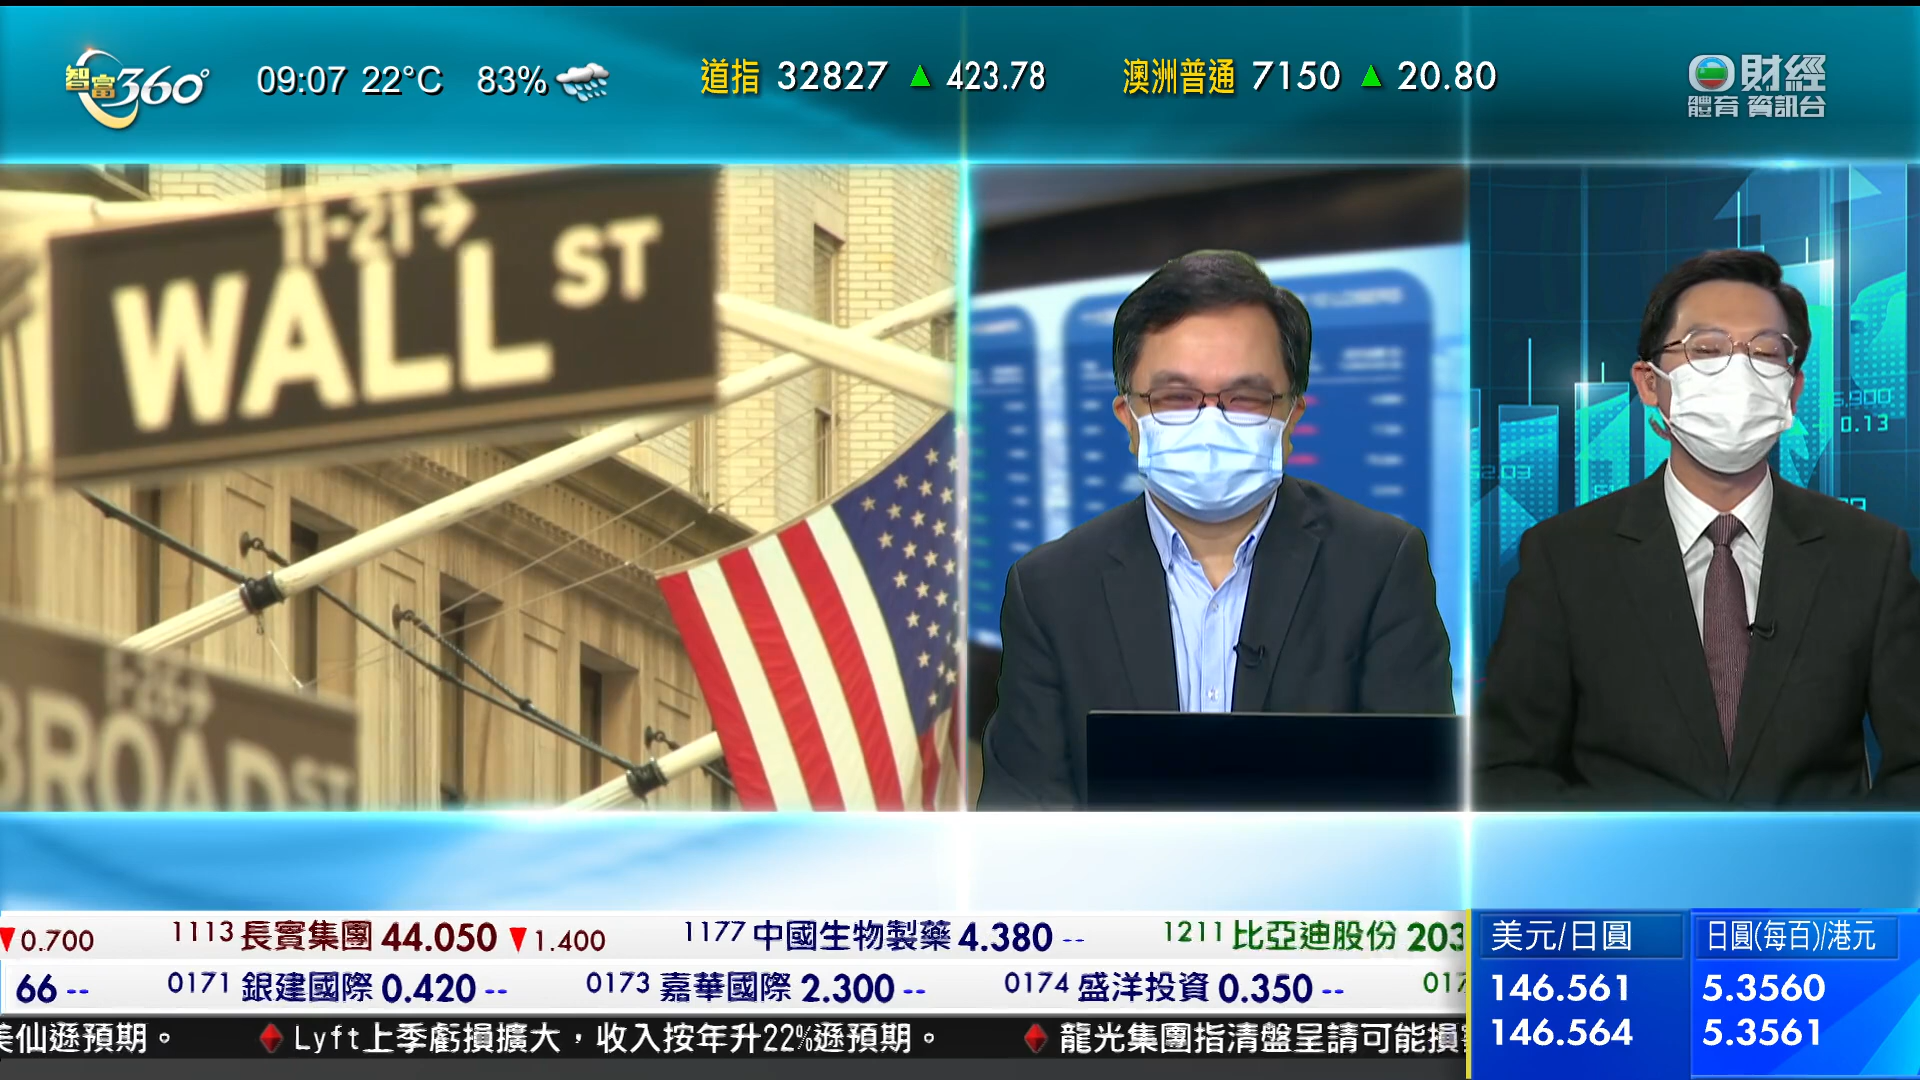 智富360°
09:07 22°C 83%
道指 32827 ▲ 423.78
澳洲普通 7150 ▲ 20.80
財經
體育 資訊台
11-21→
WALL ST
BROAD ST
▼0.700 1113 長實集團 44.050 ▼1.400 1177 中國生物製藥 4.380 -- 1211 比亞迪股份 203
66 -- 0171 銀建國際 0.420 -- 0173 嘉華國際 2.300 -- 0174 盛洋投資 0.350 -- 017
美仙遜預期。 ◆Lyft上季虧損擴大，收入按年升22%遜預期。 ◆龍光集團指清盤呈請可能損
美元/日圓
146.561
146.564
日圓(每百)/港元
5.3560
5.3561